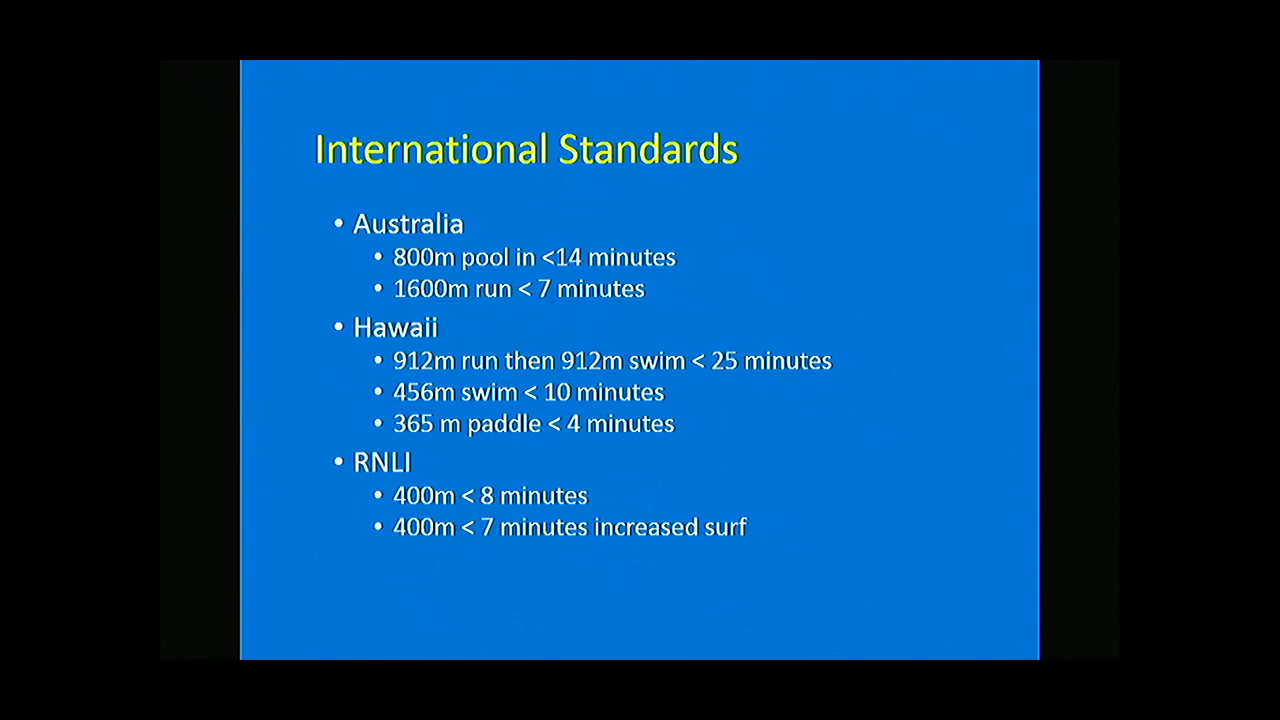 International Standards
• Australia
• 800m pool in <14 minutes
• 1600m run < 7 minutes
• Hawaii
• 912m run then 912m swim < 25 minutes
• 456m swim < 10 minutes
• 365 m paddle < 4 minutes
• RNLI
• 400m < 8 minutes
• 400m < 7 minutes increased surf